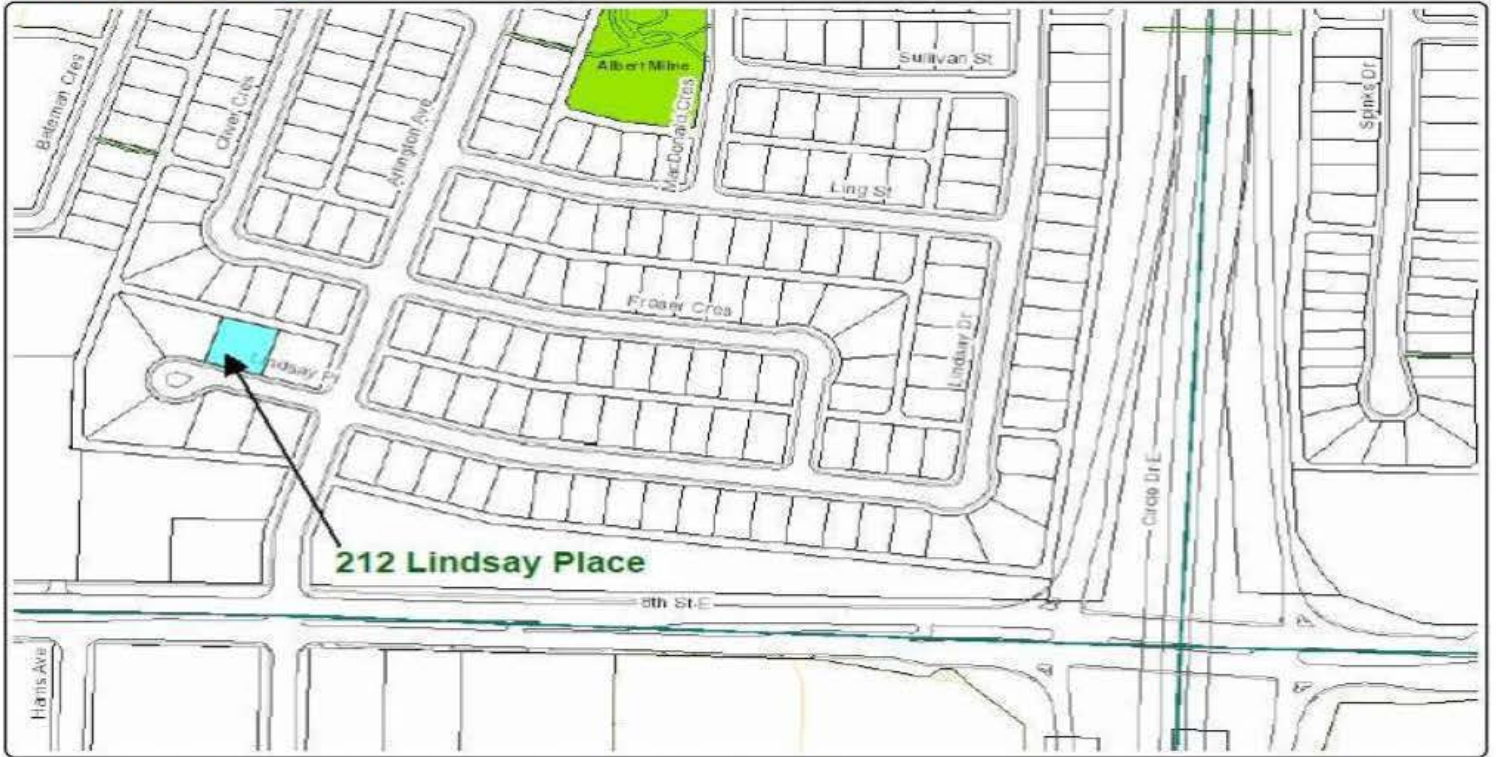 Sullivan St
Albert Milne
Bateman Cres
Oliver Cres
Arlington Ave
MacDonald Cres
Spinks Dr
Ling St
Fraser Cres
Lindsay Dr
Lindsay Pl
Circle Dr E
212 Lindsay Place
8th St E
Harris Ave